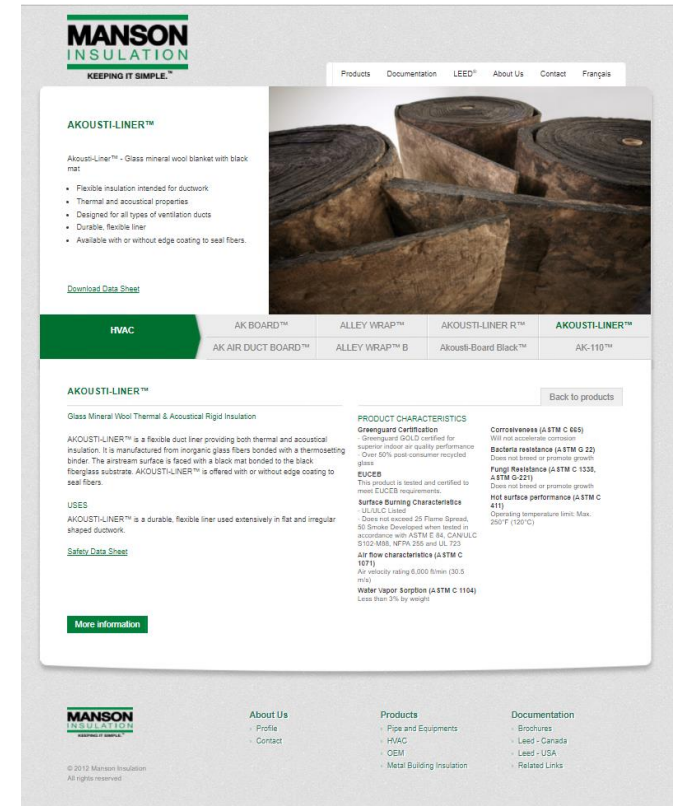 MANSON
INSULATION
KEEPING IT SIMPLE.™
Products Documentation LEED® About Us Contact Français
AKOUSTI-LINER™
Akousti-Liner™ - Glass mineral wool blanket with black
mat
• Flexible insulation intended for ductwork
• Thermal and acoustical properties
• Designed for all types of ventilation ducts
• Durable, flexible liner
• Available with or without edge coating to seal fibers.
Download Data Sheet
HVAC
AK BOARD™ ALLEY WRAP™ AKOUSTI-LINER R™ AKOUSTI-LINER™
AK AIR DUCT BOARD™ ALLEY WRAP™ B Akousti-Board Black™ AK-110™
AKOUSTI-LINER™
Back to products
Glass Mineral Wool Thermal & Acoustical Rigid Insulation
AKOUSTI-LINER™ is a flexible duct liner providing both thermal and acoustical
insulation. It is manufactured from inorganic glass fibers bonded with a thermosetting
binder. The airstream surface is faced with a black mat bonded to the black
fiberglass substrate. AKOUSTI-LINER™ is offered with or without edge coating to
seal fibers.
USES
AKOUSTI-LINER™ is a durable, flexible liner used extensively in flat and irregular
shaped ductwork.
Safety Data Sheet
More information
PRODUCT CHARACTERISTICS
Greenguard Certification
- Greenguard GOLD certified for
superior indoor air quality performance
- Over 50% post-consumer recycled
glass
EUCEB
This product is tested and certified to
meet EUCEB requirements.
Surface Burning Characteristics
- UL/ULC Listed
- Does not exceed 25 Flame Spread,
50 Smoke Developed when tested in
accordance with ASTM E 84, CAN/ULC
S102-M88, NFPA 255 and UL 723
Air flow characteristics (ASTM C
1071)
Air velocity rating 6,000 ft/min (30.5
m/s)
Water Vapor Sorption (ASTM C 1104)
Less than 3% by weight
Corrosiveness (ASTM C 665)
Will not accelerate corrosion
Bacteria resistance (ASTM G 22)
Does not breed or promote growth
Fungi Resistance (ASTM C 1338,
ASTM G-221)
Does not breed or promote growth
Hot surface performance (ASTM C
411)
Operating temperature limit: Max.
250°F (120°C)
MANSON
INSULATION
KEEPING IT SIMPLE.™
© 2012 Manson Insulation
All rights reserved.
About Us
Profile
Contact
Products
Pipe and Equipments
HVAC
OEM
Metal Building Insulation
Documentation
Brochures
Leed - Canada
Leed - USA
Related Links